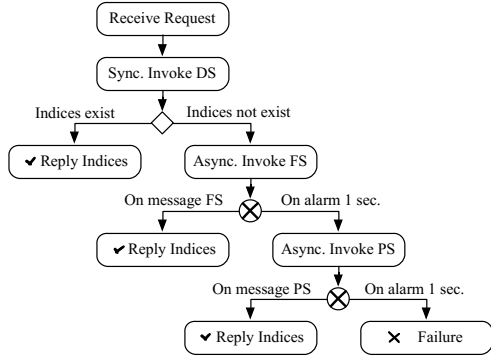 Receive Request
Sync. Invoke DS
Indices exist
Indices not exist
Reply Indices
Async. Invoke FS
On message FS
On alarm 1 sec.
Reply Indices
Async. Invoke PS
On message PS
On alarm 1 sec.
Reply Indices
Failure